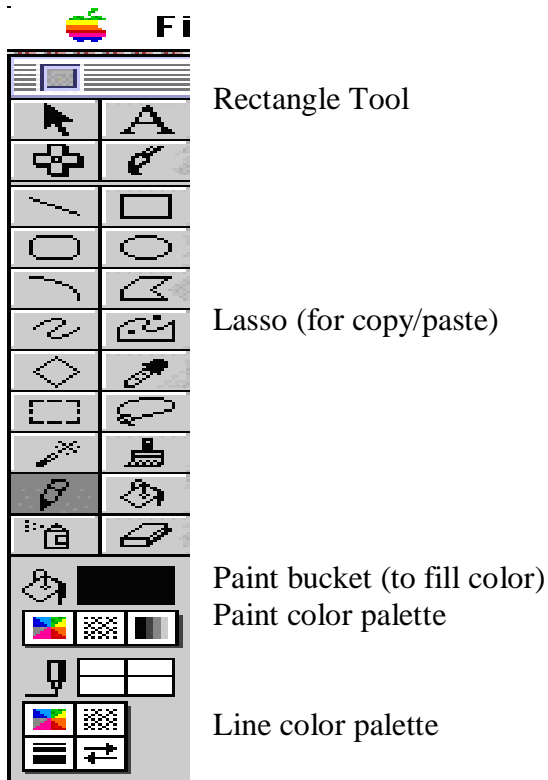 Fi
Rectangle Tool
A
Lasso (for copy/paste)
Paint bucket (to fill color)
Paint color palette
Line color palette